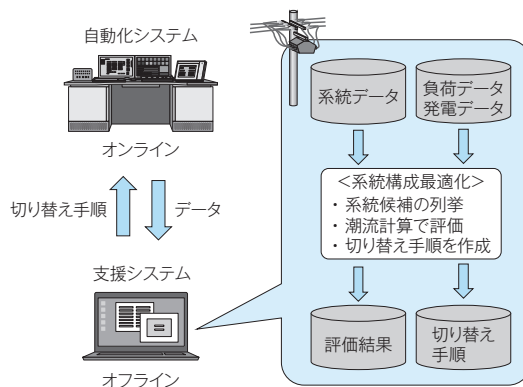 自動化システム
オンライン
切り替え手順
データ
支援システム
オフライン
系統データ
負荷データ
発電データ
<系統構成最適化>
・系統候補の列挙
・潮流計算で評価
・切り替え手順を作成
評価結果
切り替え
手順